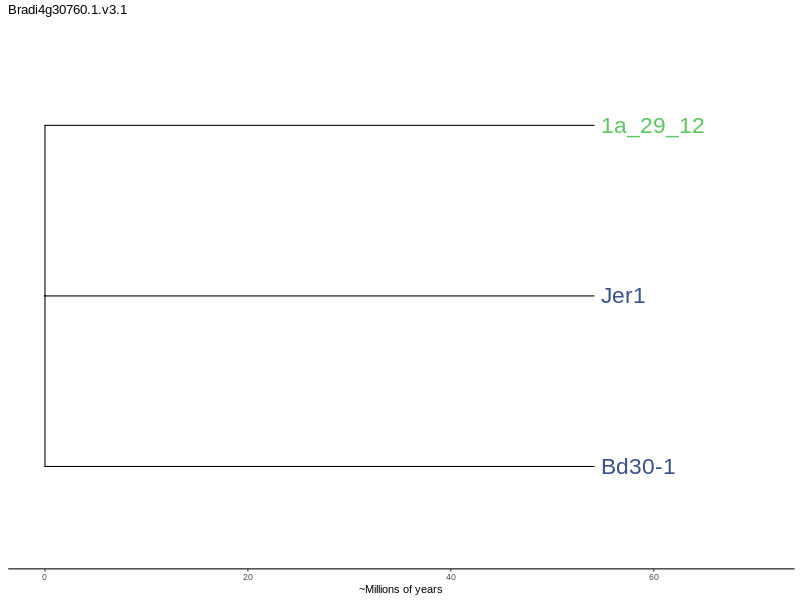 Bradi4g30760.1.v3.1
1a_29_12
Jer1
Bd30-1
0 20 40 60
~Millions of years